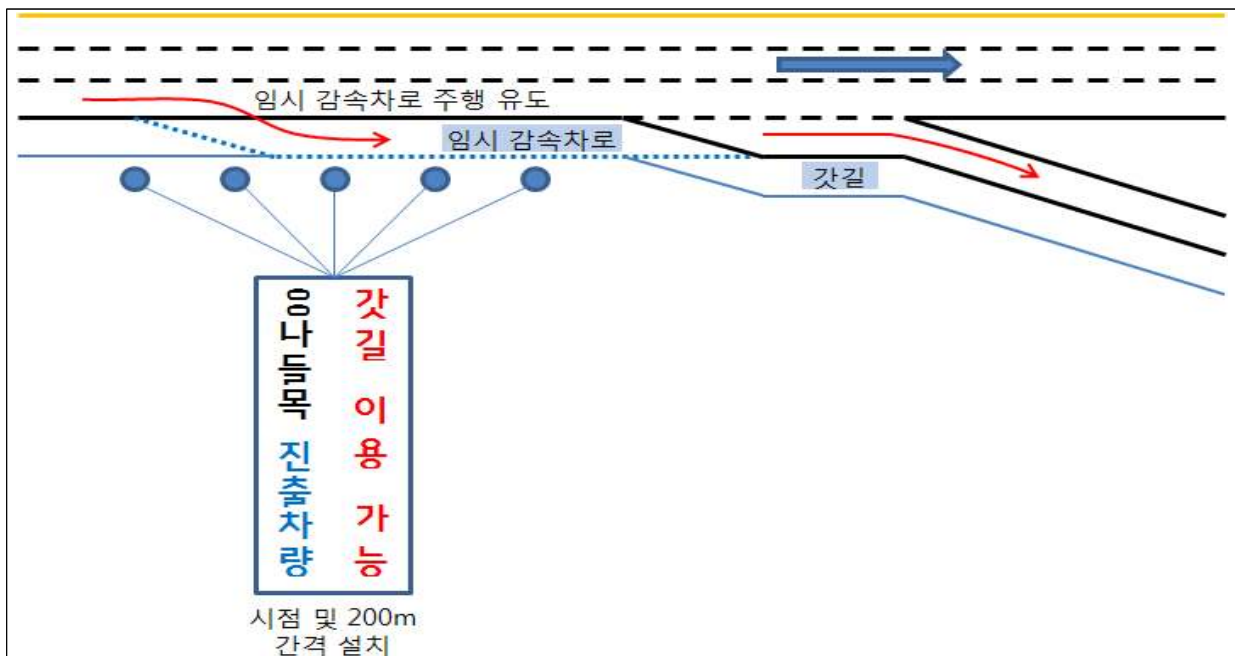 임시 감속차로 주행 유도
임시 감속차로
갓길
OO나들목 진출차량
갓길 이용 가능
시점 및 200m
간격 설치